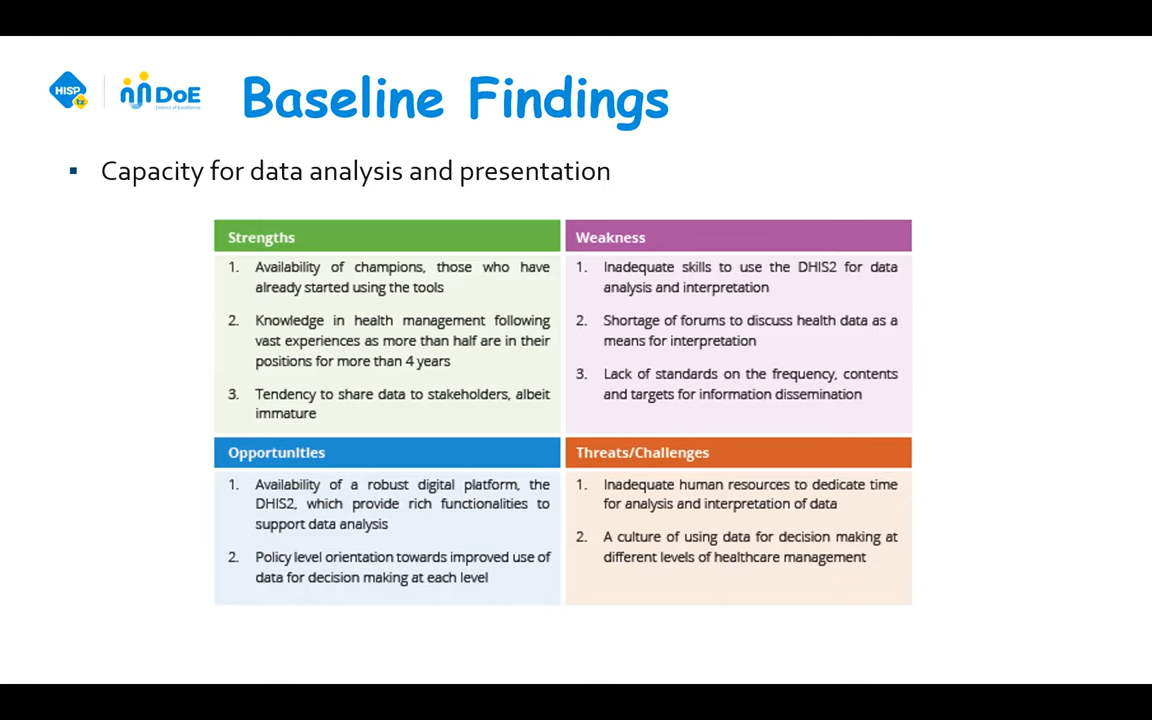 HISP
tz
DoE
District of Excellence
Baseline Findings
▪ Capacity for data analysis and presentation
Strengths
1. Availability of champions, those who have
already started using the tools
2. Knowledge in health management following
vast experiences as more than half are in their
positions for more than 4 years
3. Tendency to share data to stakeholders, albeit
immature
Weakness
1. Inadequate skills to use the DHIS2 for data
analysis and interpretation
2. Shortage of forums to discuss health data as a
means for interpretation
3. Lack of standards on the frequency, contents
and targets for information dissemination
Opportunities
1. Availability of a robust digital platform, the
DHIS2, which provide rich functionalities to
support data analysis
2. Policy level orientation towards improved use of
data for decision making at each level
Threats/Challenges
1. Inadequate human resources to dedicate time
for analysis and interpretation of data
2. A culture of using data for decision making at
different levels of healthcare management